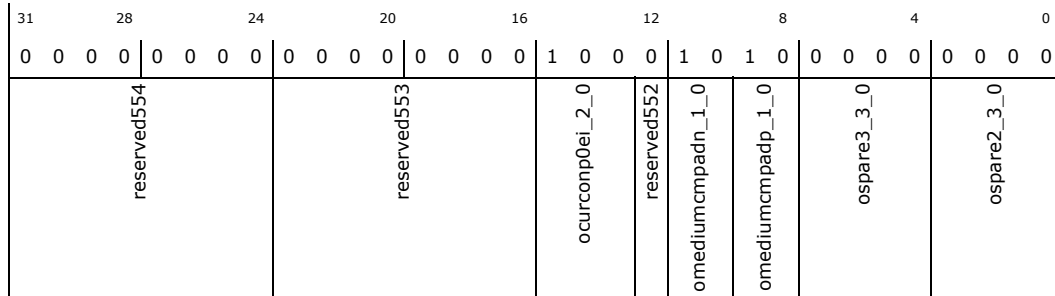 31 28 24 20 16 12 8 4 0
0 0 0 0 0 0 0 0 0 0 0 0 0 0 0 0 1 0 0 0 1 0 1 0 0 0 0 0 0 0 0 0
reserved554
reserved553
ocurconp0ei_2_0
reserved552
omediumcmpadn_1_0
omediumcmpadp_1_0
ospare3_3_0
ospare2_3_0